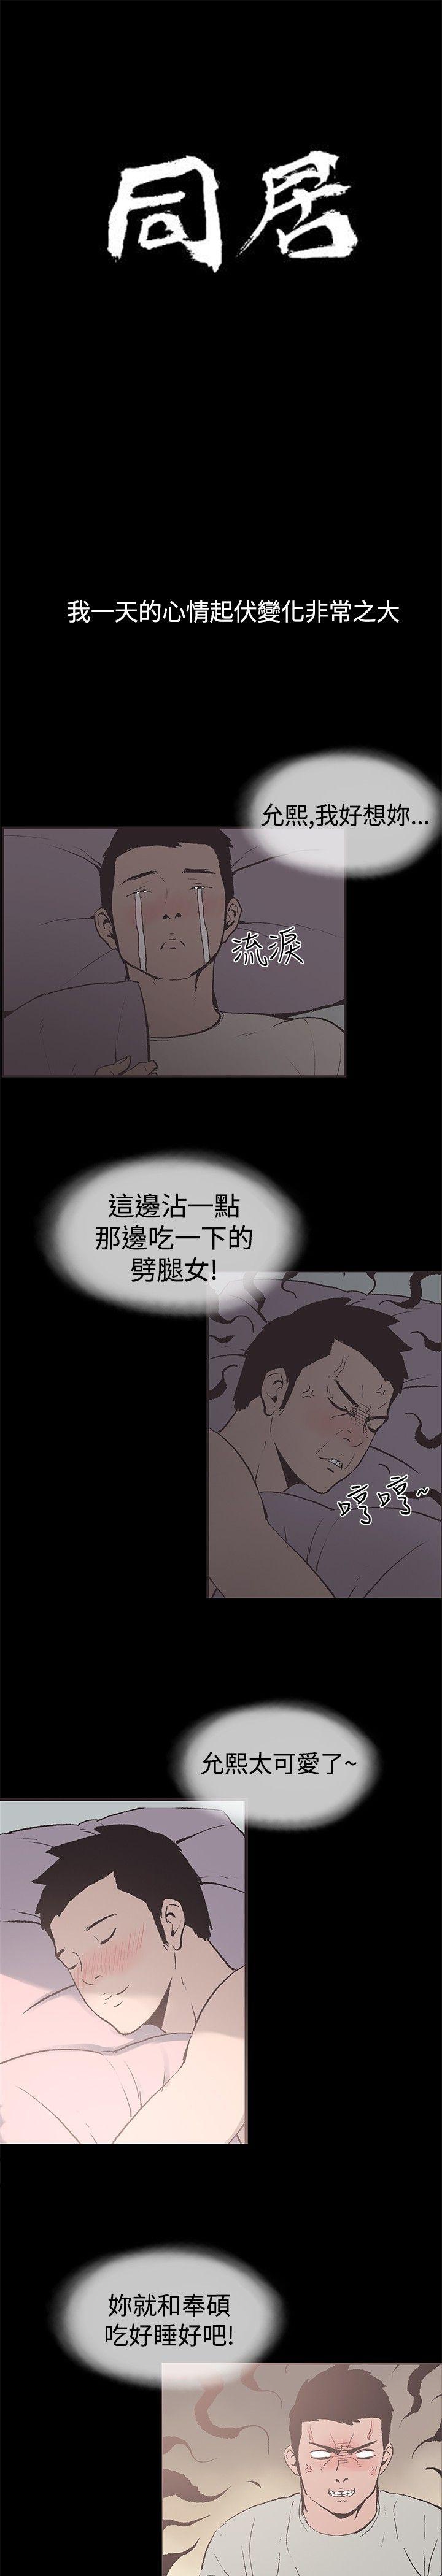 同居
我一天的心情起伏變化非常之大
允熙,我好想妳...
流淚
這邊沾一點
那邊吃一下的
劈腿女!
哼哼~
允熙太可愛了~
妳就和奉碩
吃好睡好吧!